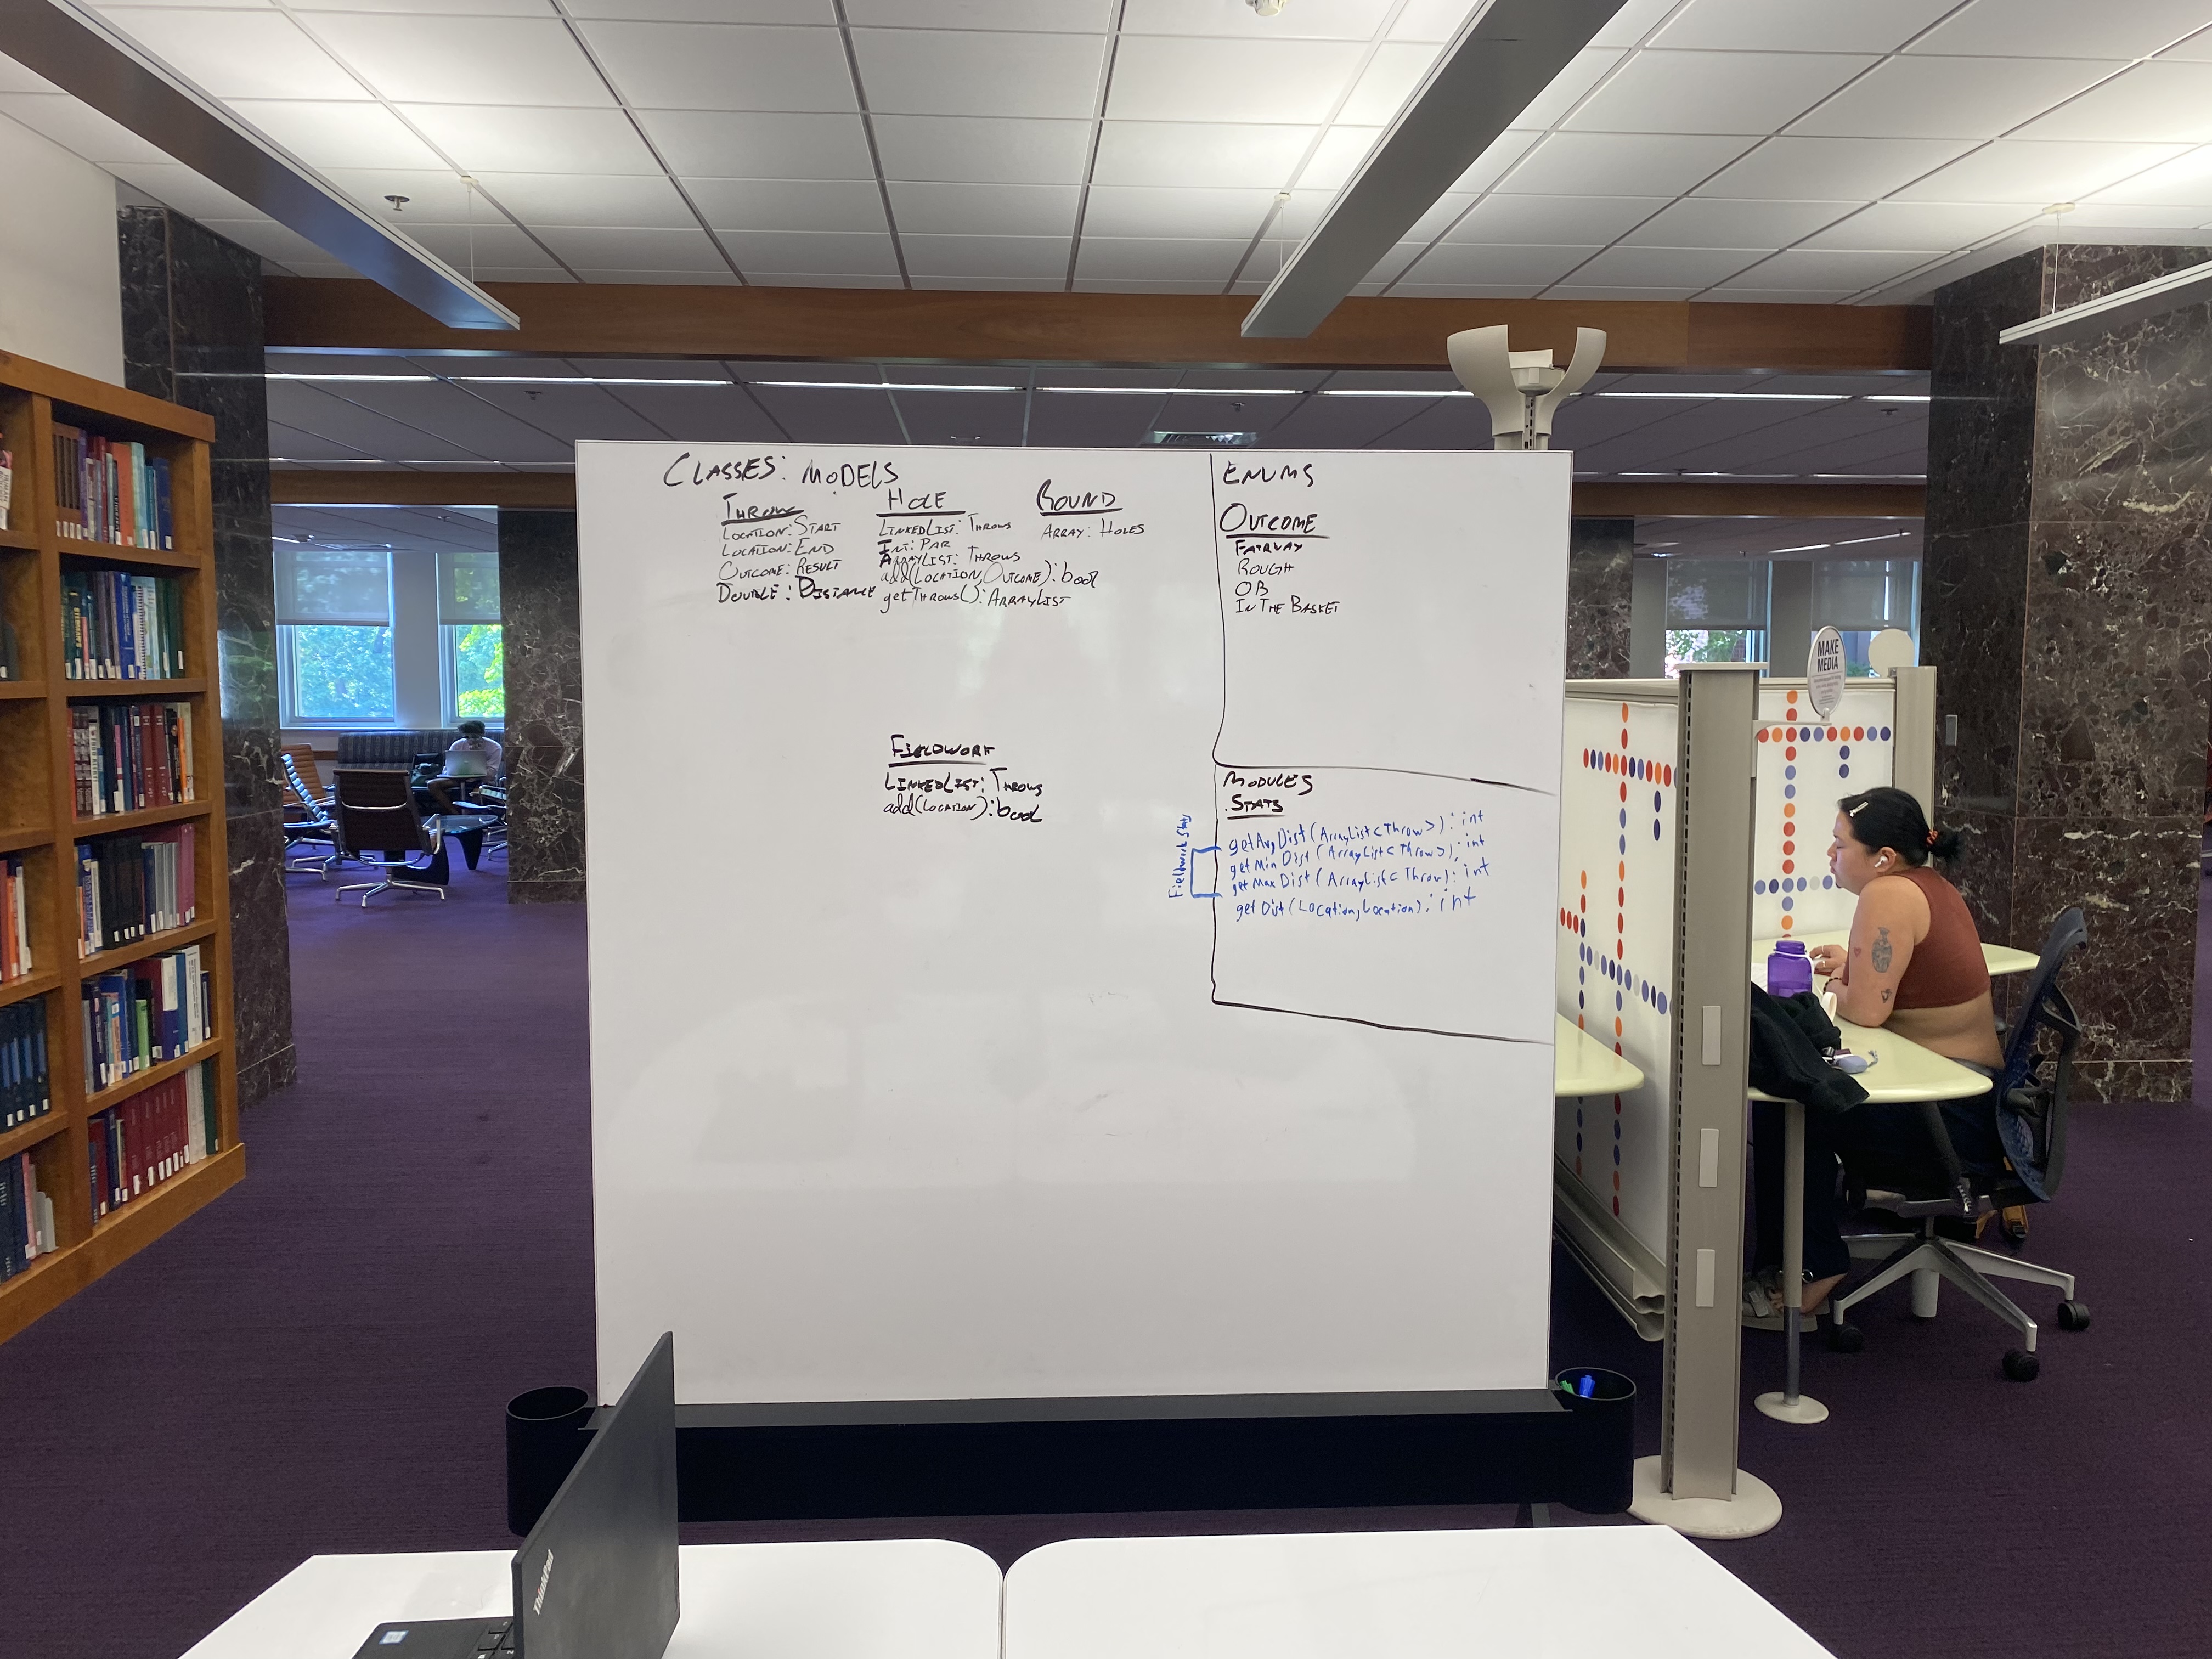 CLASSES: MODELS
THROW
LOCATION: START
LOCATION: END
OUTCOME: RESULT
DOUBLE: DISTANCE
HOLE
LINKEDLIST: THROWS
INT: PAR
ARRAYLIST: THROWS
add(LOCATION, OUTCOME): bool
getTHROWS(): ARRAYLIST
ROUND
ARRAY: HOLES
FIELDWORK
LINKEDLIST: THROWS
add(LOCATION): bool
ENUMS
OUTCOME
FAIRWAY
ROUGH
OB
IN THE BASKET
MODULES
.STATS
Fieldwork Stats
getAvgDist(ArrayList<Throw>): int
getMinDist(ArrayList<Throw>): int
getMaxDist(ArrayList<Throw): int
getDist(Location, Location): int
MAKE
MEDIA
ThinkPad